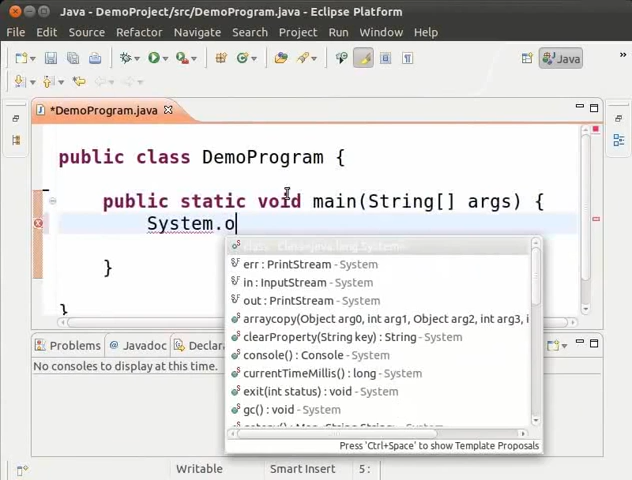 Java - DemoProject/src/DemoProgram.java - Eclipse Platform
File Edit Source Refactor Navigate Search Project Run Window Help
Java »
*DemoProgram.java
public class DemoProgram {
public static void main(String[] args) {
System.o
}
}
err : PrintStream - System
in : InputStream - System
out : PrintStream - System
arraycopy(Object arg0, int arg1, Object arg2, int arg3, i
clearProperty(String key) : String - System
console() : Console - System
currentTimeMillis() : long - System
exit(int status) : void - System
gc() : void - System
Press 'Ctrl+Space' to show Template Proposals
Problems @ Javadoc Declar
No consoles to display at this time.
Writable Smart Insert 5 :